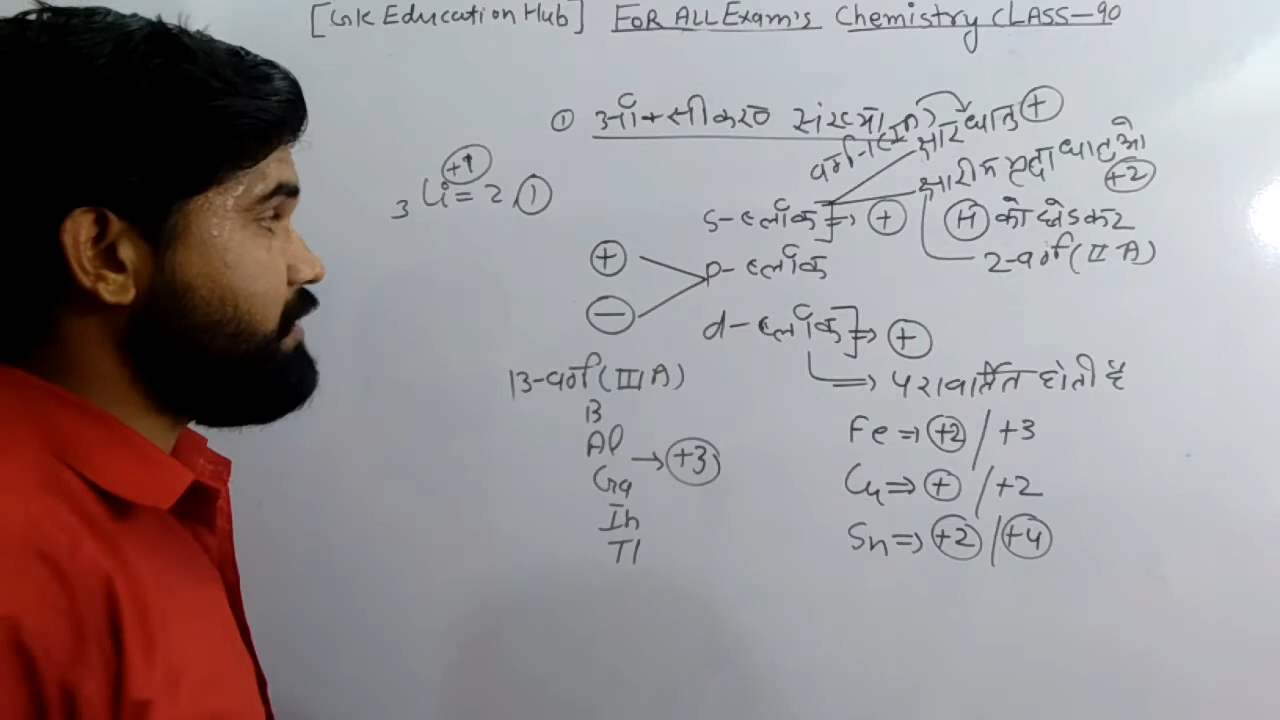 [GK Education Hub] FOR ALL Exam's Chemistry CLASS-90
① ऑक्सीकरण संख्या
क्षार धातु (+)
क्षारीय मृदा धातुओ
+2
+1
3 Li = 2, 1
s-ब्लॉक] ⇒ (+)
(H) को छोडकर
2-वर्ग (II A)
+
p-ब्लॉक
−
d-ब्लॉक] ⇒ (+)
13-वर्ग (III A)
⇒ परावर्तित होती है
B
Al → +3
Ga
In
Tl
Fe ⇒ +2 / +3
Cu ⇒ + / +2
Sn ⇒ +2 / +4